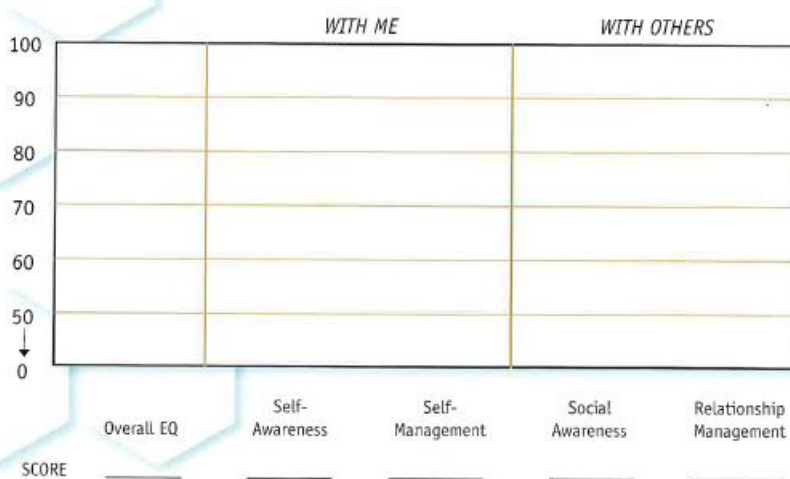 WITH ME WITH OTHERS
100
90
80
70
60
50
0
Overall EQ
Self-
Awareness
Self-
Management
Social
Awareness
Relationship
Management
SCORE